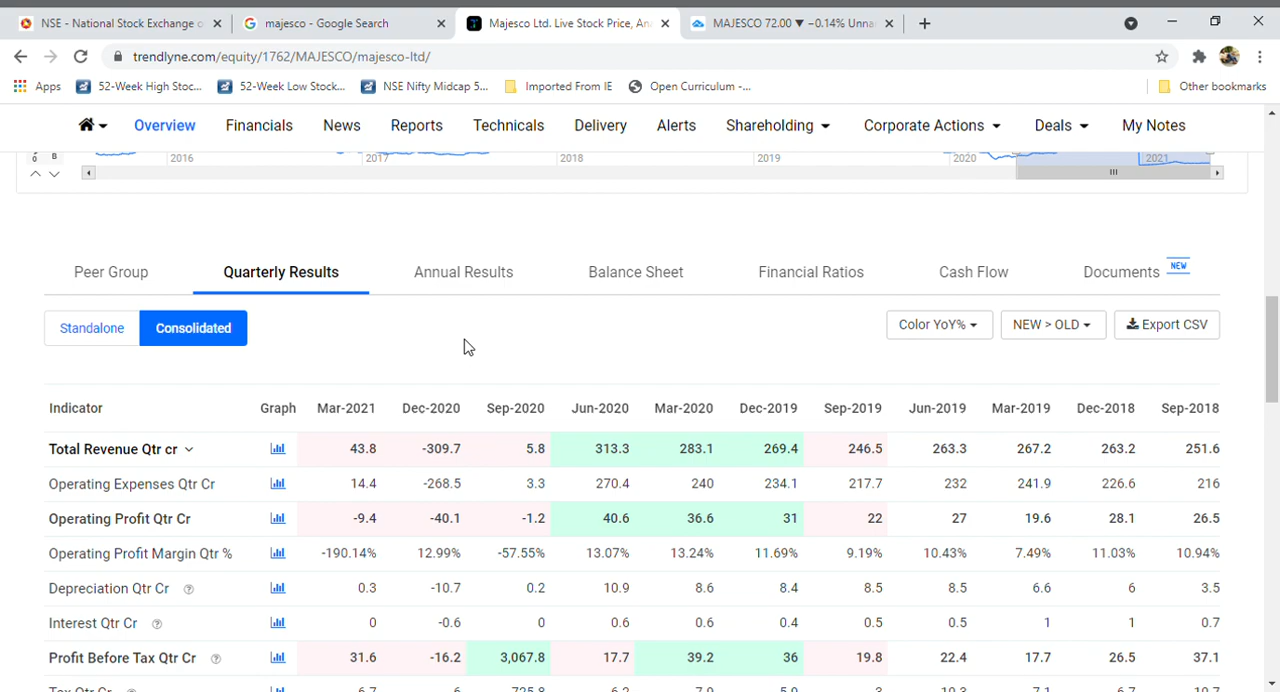 NSE - National Stock Exchange o
majesco - Google Search
Majesco Ltd. Live Stock Price, An
MAJESCO 72.00 ▼ −0.14% Unna
trendlyne.com/equity/1762/MAJESCO/majesco-ltd/
Apps 52-Week High Stoc... 52-Week Low Stock... NSE Nifty Midcap 5... Imported From IE Open Curriculum -... Other bookmarks
Overview Financials News Reports Technicals Delivery Alerts Shareholding Corporate Actions Deals My Notes
2016 2017 2018 2019 2020 2021
Peer Group Quarterly Results Annual Results Balance Sheet Financial Ratios Cash Flow Documents NEW
Standalone Consolidated Color YoY% NEW > OLD Export CSV
Indicator Graph Mar-2021 Dec-2020 Sep-2020 Jun-2020 Mar-2020 Dec-2019 Sep-2019 Jun-2019 Mar-2019 Dec-2018 Sep-2018
Total Revenue Qtr cr 43.8 -309.7 5.8 313.3 283.1 269.4 246.5 263.3 267.2 263.2 251.6
Operating Expenses Qtr Cr 14.4 -268.5 3.3 270.4 240 234.1 217.7 232 241.9 226.6 216
Operating Profit Qtr Cr -9.4 -40.1 -1.2 40.6 36.6 31 22 27 19.6 28.1 26.5
Operating Profit Margin Qtr % -190.14% 12.99% -57.55% 13.07% 13.24% 11.69% 9.19% 10.43% 7.49% 11.03% 10.94%
Depreciation Qtr Cr 0.3 -10.7 0.2 10.9 8.6 8.4 8.5 8.5 6.6 6 3.5
Interest Qtr Cr 0 -0.6 0 0.6 0.6 0.4 0.5 0.5 1 1 0.7
Profit Before Tax Qtr Cr 31.6 -16.2 3,067.8 17.7 39.2 36 19.8 22.4 17.7 26.5 37.1